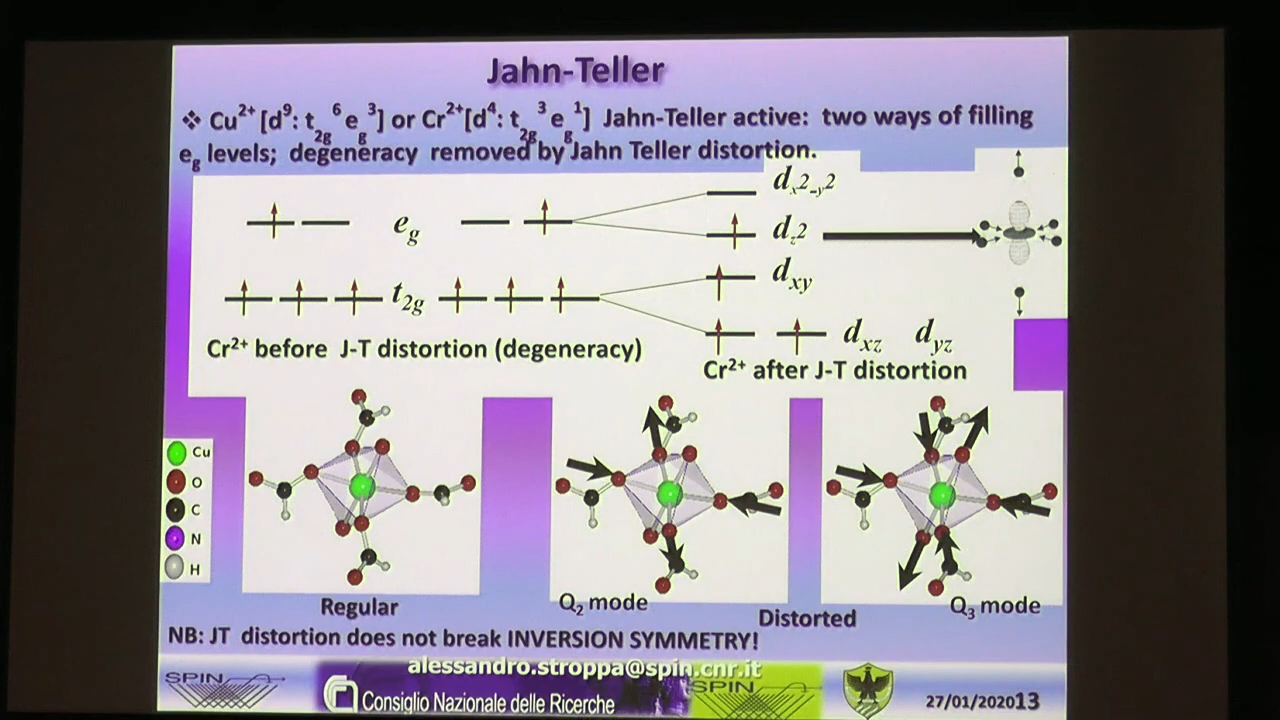 Jahn-Teller
❖ Cu2+ [d9: t2g6 eg3] or Cr2+[d4: t2g3 eg1] Jahn-Teller active: two ways of filling
eg levels; degeneracy removed by Jahn Teller distortion.
dx2-y2
eg
dz2
dxy
t2g
dxz dyz
Cr2+ before J-T distortion (degeneracy)
Cr2+ after J-T distortion
Cu
O
C
N
H
Regular
Q2 mode
Distorted
Q3 mode
NB: JT distortion does not break INVERSION SYMMETRY!
alessandro.stroppa@spin.cnr.it
SPIN
Consiglio Nazionale delle Ricerche
SPIN
27/01/2020 13